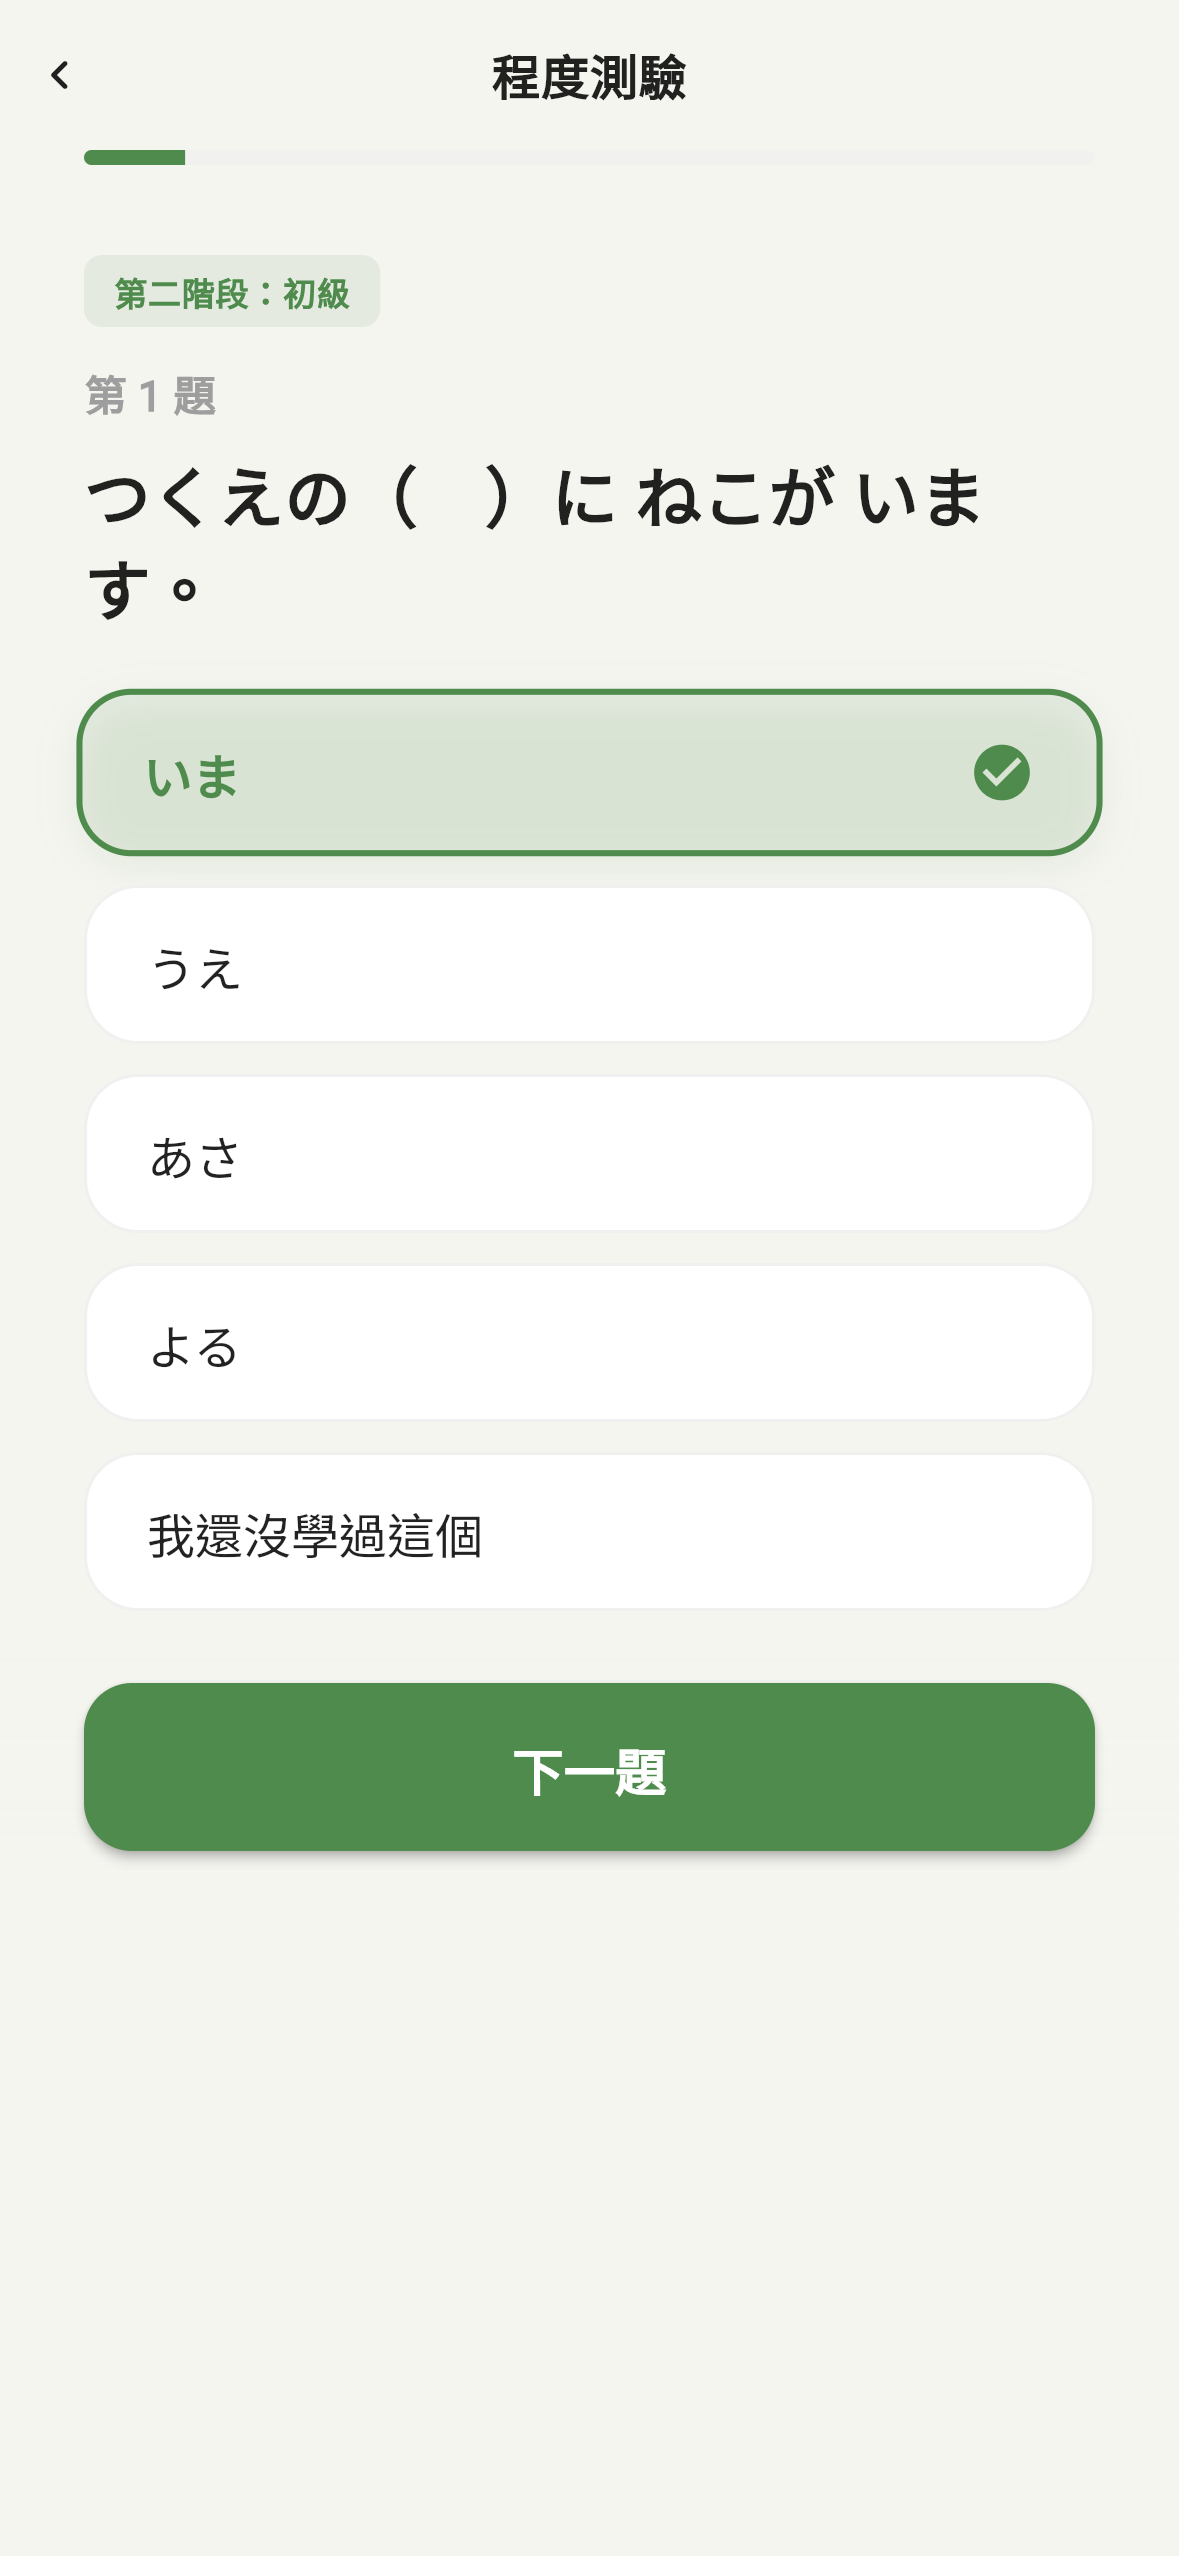 程度測驗
第二階段：初級
第 1 題
つくえの（　）に ねこが いま
す。
いま
うえ
あさ
よる
我還沒學過這個
下一題